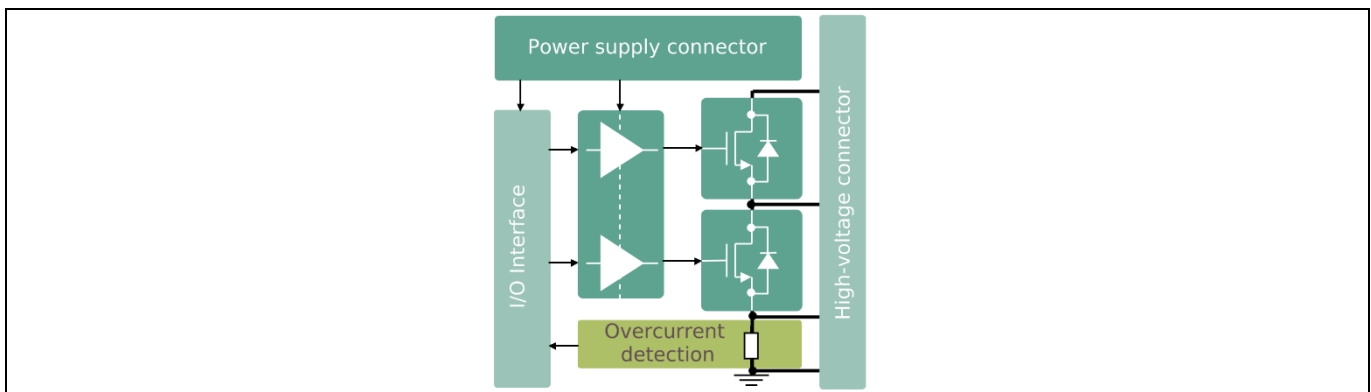 Power supply connector
I/O Interface
High-voltage connector
Overcurrent
detection